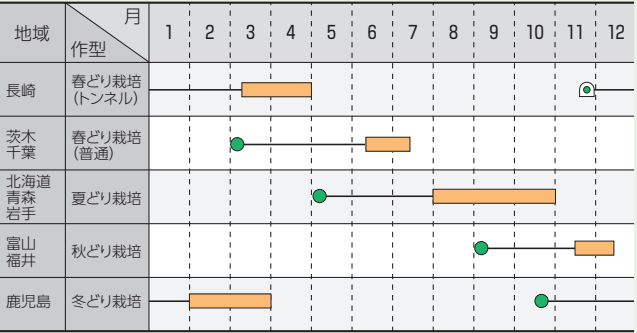 地域
月
作型
1 2 3 4 5 6 7 8 9 10 11 12
長崎
春どり栽培
(トンネル)
茨木
千葉
春どり栽培
(普通)
北海道
青森
岩手
夏どり栽培
富山
福井
秋どり栽培
鹿児島
冬どり栽培